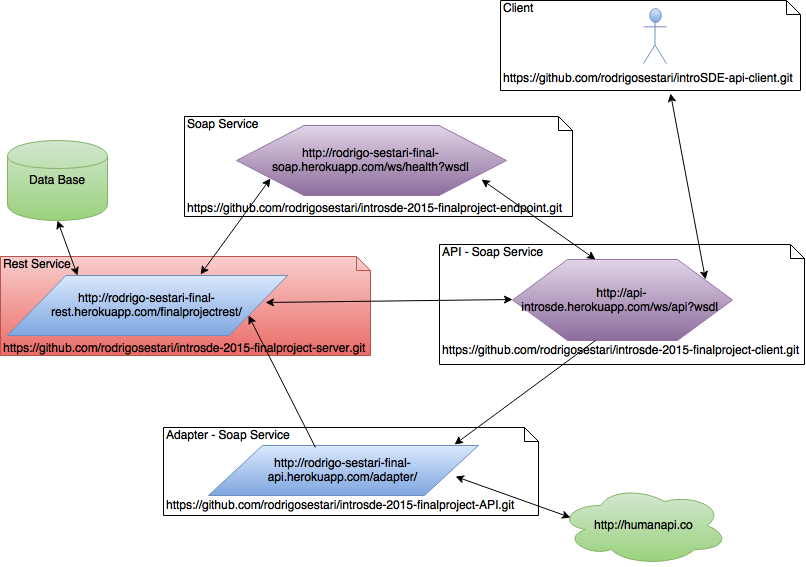 Client
https://github.com/rodrigosestari/introSDE-api-client.git
Soap Service
http://rodrigo-sestari-final-
soap.herokuapp.com/ws/health?wsdl
https://github.com/rodrigosestari/introsde-2015-finalproject-endpoint.git
Data Base
Rest Service
http://rodrigo-sestari-final-
rest.herokuapp.com/finalprojectrest/
https://github.com/rodrigosestari/introsde-2015-finalproject-server.git
API - Soap Service
http://api-
introsde.herokuapp.com/ws/api?wsdl
https://github.com/rodrigosestari/introsde-2015-finalproject-client.git
Adapter - Soap Service
http://rodrigo-sestari-final-
api.herokuapp.com/adapter/
https://github.com/rodrigosestari/introsde-2015-finalproject-API.git
http://humanapi.co